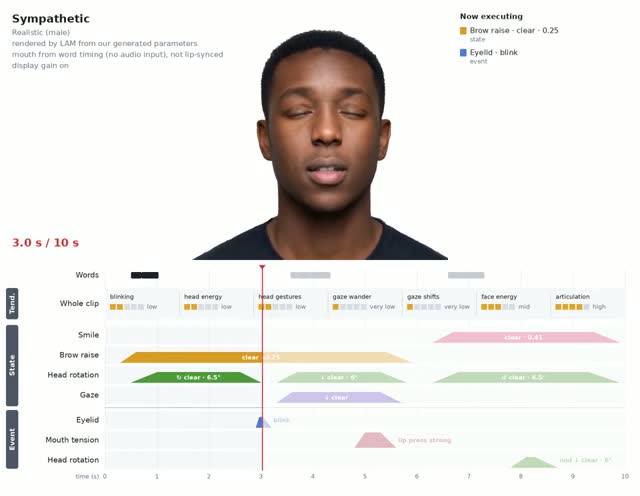 Sympathetic
Realistic (male)
rendered by LAM from our generated parameters
mouth from word timing (no audio input), not lip-synced
display gain on
Now executing
Brow raise · clear · 0.25
state
Eyelid · blink
event
3.0 s / 10 s
Words
Tend.
Whole clip
blinking
low
head energy
low
head gestures
low
gaze wander
very low
gaze shifts
very low
face energy
mid
articulation
high
State
Smile
clear · 0.41
Brow raise
clear · 0.25
Head rotation
↻ clear · 6.5°
↓ clear · 6°
↺ clear · 6.5°
Gaze
↓ clear
Event
Eyelid
blink
Mouth tension
lip press strong
Head rotation
nod ↓ clear · 6°
time (s)
0 1 2 3 4 5 6 7 8 9 10